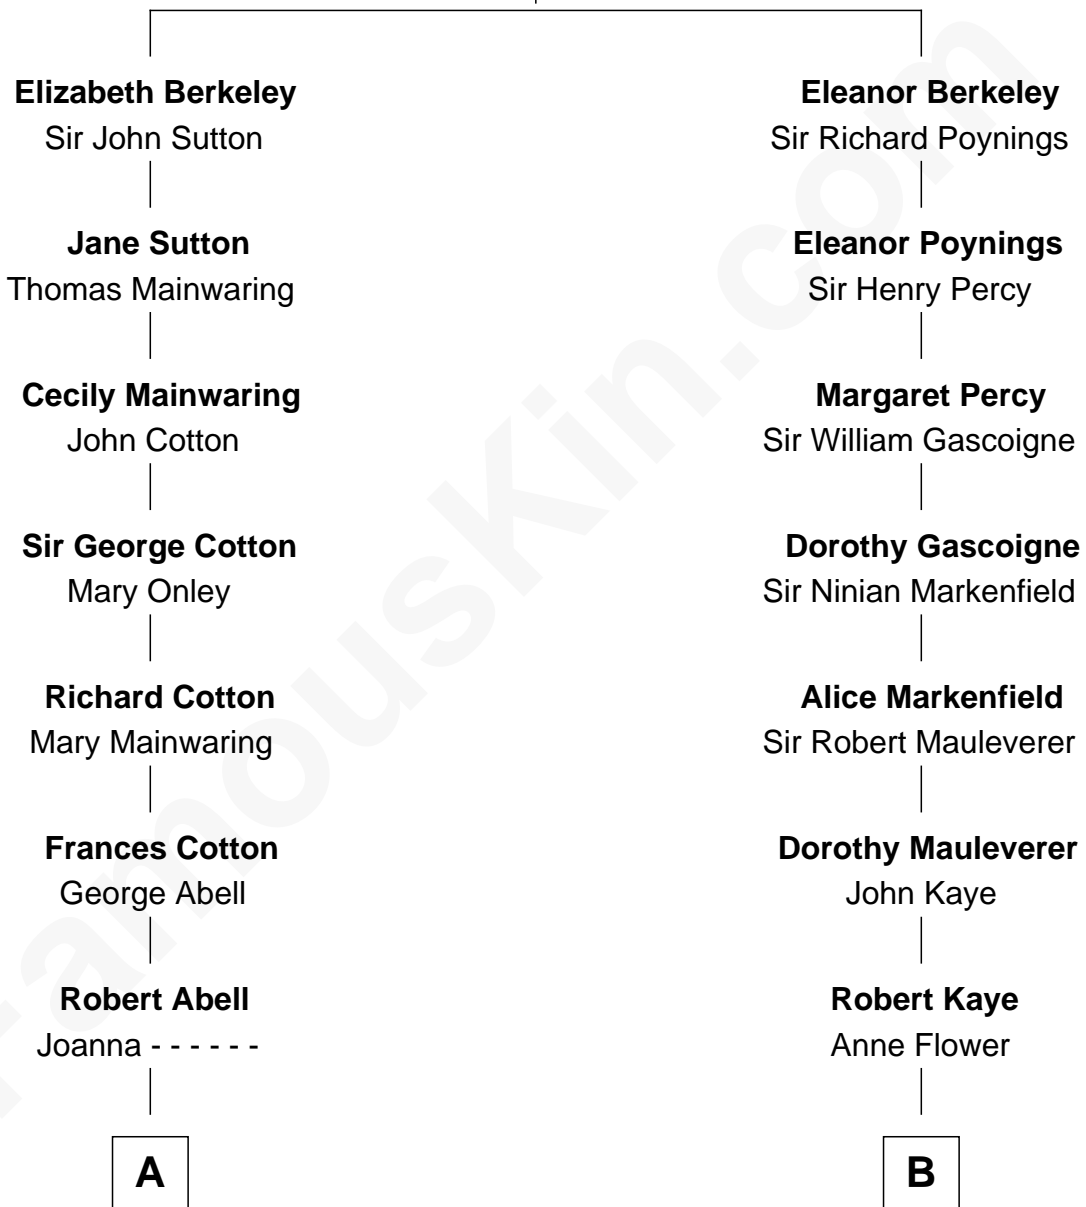 Elizabeth Berkeley
Sir John Sutton
Jane Sutton
Thomas Mainwaring
Cecily Mainwaring
John Cotton
Sir George Cotton
Mary Onley
Richard Cotton
Mary Mainwaring
Frances Cotton
George Abell
Robert Abell
Joanna - - - - - -
A
Eleanor Berkeley
Sir Richard Poynings
Eleanor Poynings
Sir Henry Percy
Margaret Percy
Sir William Gascoigne
Dorothy Gascoigne
Sir Ninian Markenfield
Alice Markenfield
Sir Robert Mauleverer
Dorothy Mauleverer
John Kaye
Robert Kaye
Anne Flower
B
FamousKin.com